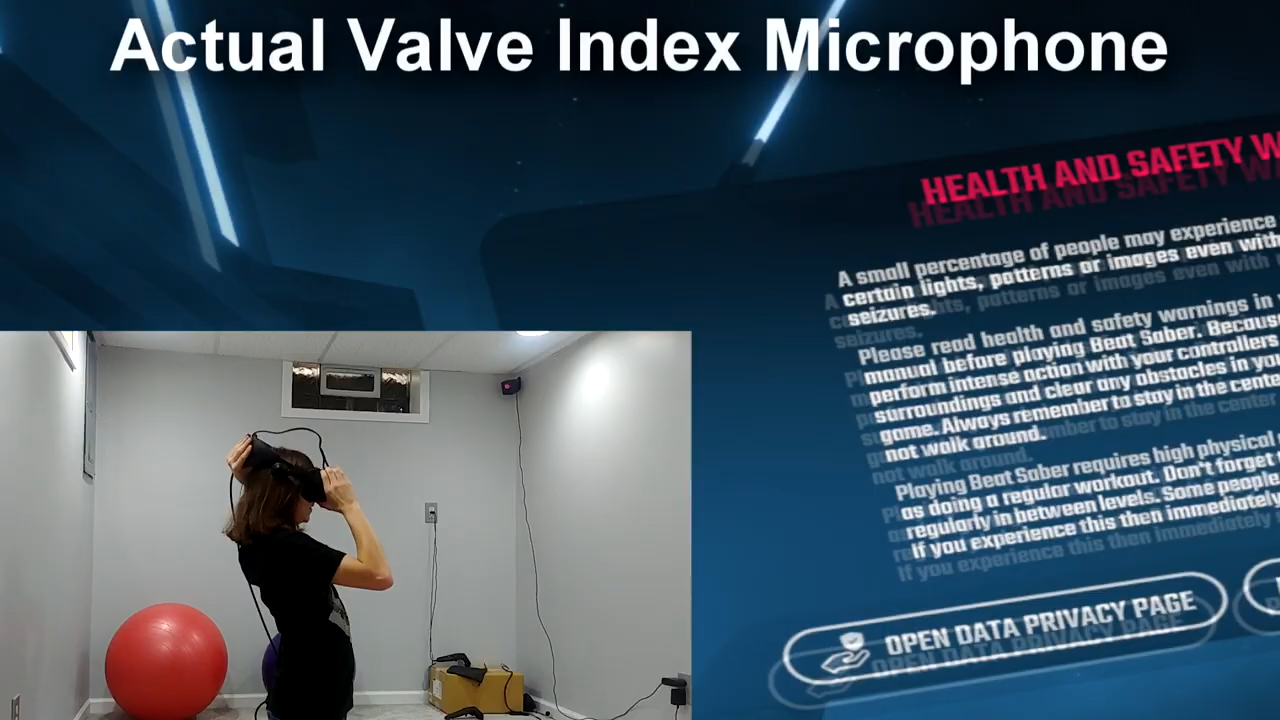 Actual Valve Index Microphone
HEALTH AND SAFETY W
A small percentage of people may experience
certain lights, patterns or images even with
seizures.
Please read health and safety warnings in
manual before playing Beat Saber. Because
perform intense action with your controllers
surroundings and clear any obstacles in you
game. Always remember to stay in the cente
not walk around.
Playing Beat Saber requires high physical
as doing a regular workout. Don't forget
regularly in between levels. Some people
If you experience this then immediately
OPEN DATA PRIVACY PAGE